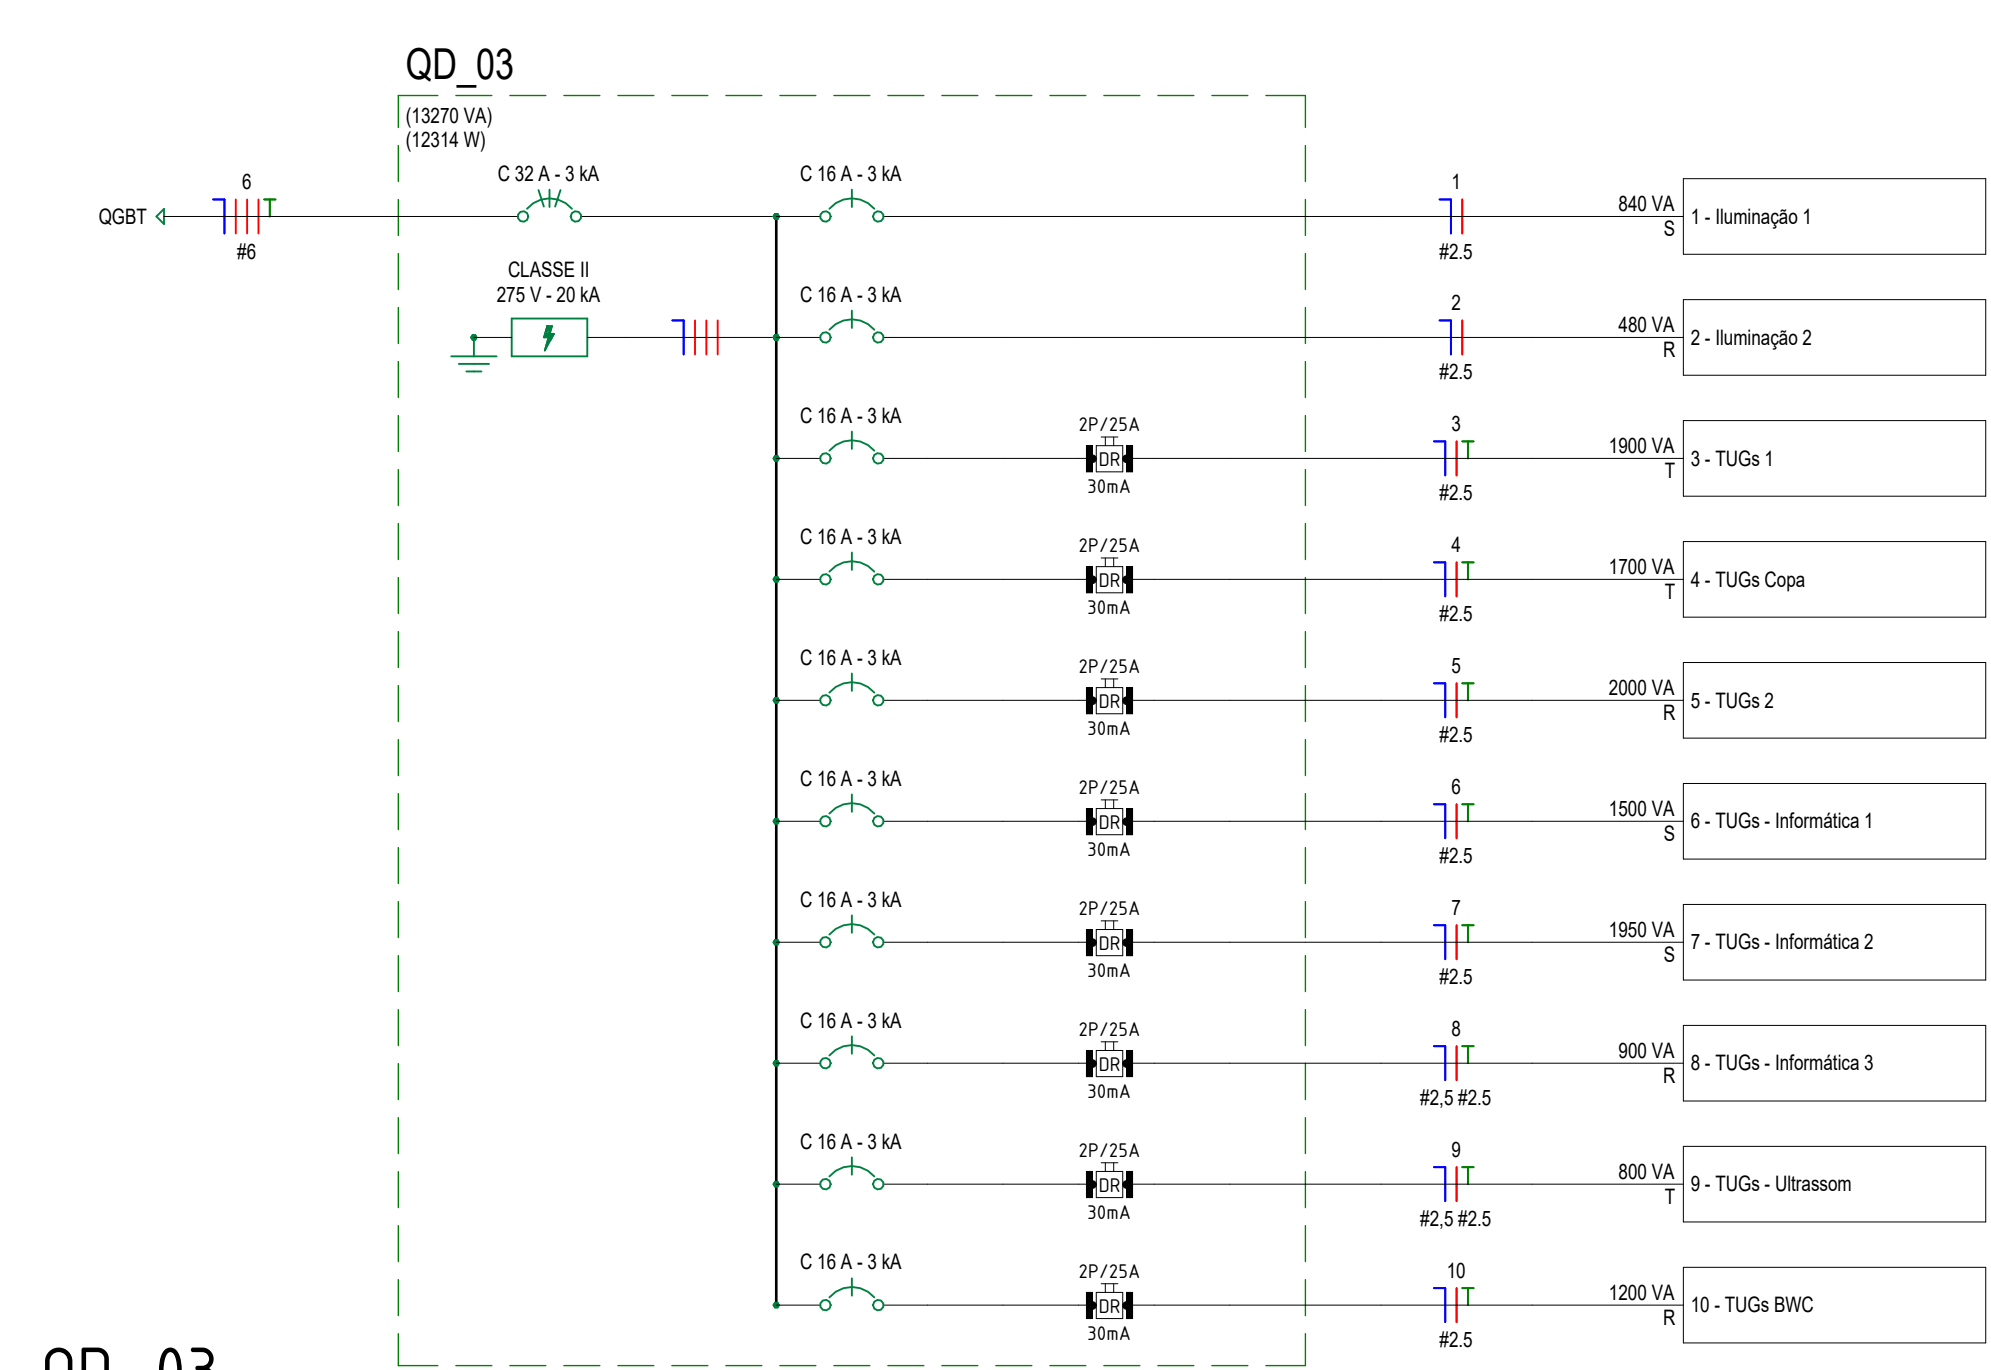 QD_03
(13270 VA)
(12314 W)
QGBT
6
#6
C 32 A - 3 kA
CLASSE II
275 V - 20 kA
C 16 A - 3 kA
1
#2.5
840 VA
S
1 - Iluminação 1
C 16 A - 3 kA
2
#2.5
480 VA
R
2 - Iluminação 2
C 16 A - 3 kA
2P/25A
DR
30mA
3
#2.5
1900 VA
T
3 - TUGs 1
C 16 A - 3 kA
2P/25A
DR
30mA
4
#2.5
1700 VA
T
4 - TUGs Copa
C 16 A - 3 kA
2P/25A
DR
30mA
5
#2.5
2000 VA
R
5 - TUGs 2
C 16 A - 3 kA
2P/25A
DR
30mA
6
#2.5
1500 VA
S
6 - TUGs - Informática 1
C 16 A - 3 kA
2P/25A
DR
30mA
7
#2.5
1950 VA
S
7 - TUGs - Informática 2
C 16 A - 3 kA
2P/25A
DR
30mA
8
#2,5 #2.5
900 VA
R
8 - TUGs - Informática 3
C 16 A - 3 kA
2P/25A
DR
30mA
9
#2,5 #2.5
800 VA
T
9 - TUGs - Ultrassom
C 16 A - 3 kA
2P/25A
DR
30mA
10
#2.5
1200 VA
R
10 - TUGs BWC
QD_03